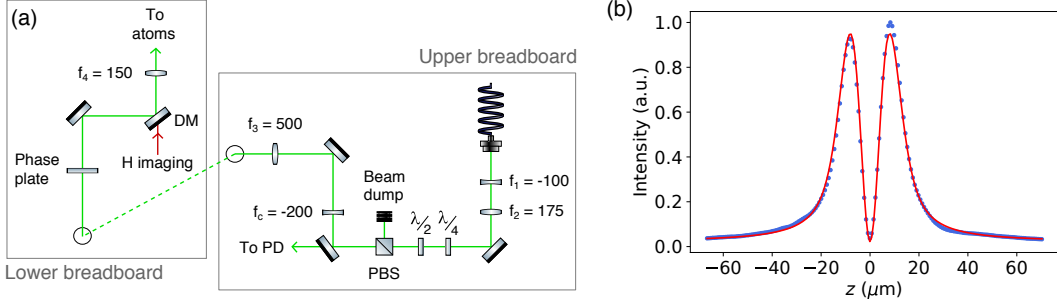 (a)
To
atoms
f₄ = 150
DM
H imaging
Phase
plate
Lower breadboard
Upper breadboard
f₃ = 500
f꜀ = -200
Beam
dump
λ/2
λ/4
f₁ = -100
f₂ = 175
To PD
PBS
(b)
Intensity (a.u.)
1.0
0.8
0.6
0.4
0.2
0.0
−60
−40
−20
0
20
40
60
z (μm)